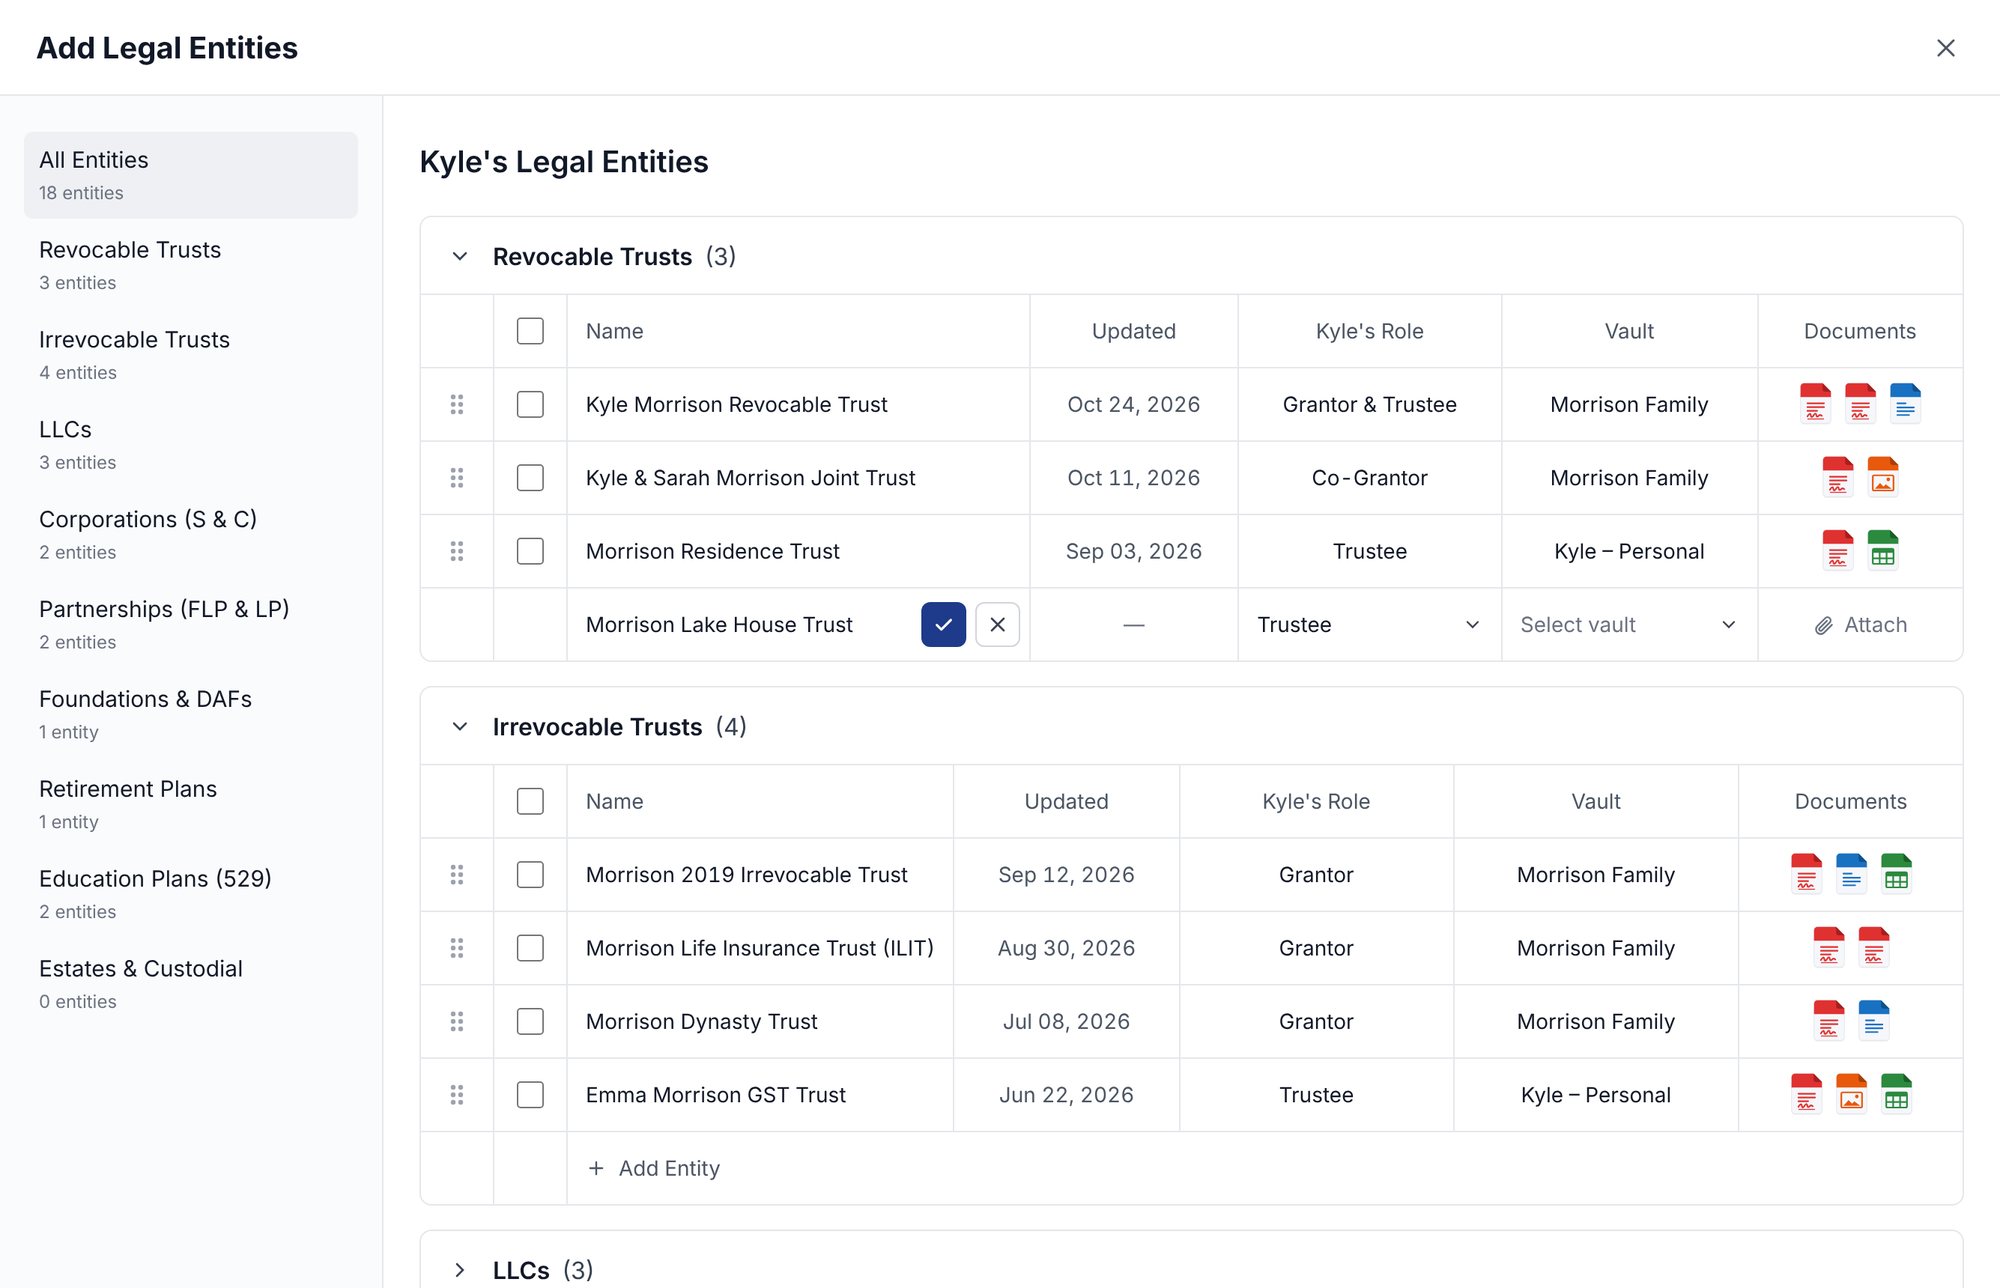 Add Legal Entities
All Entities
18 entities
Revocable Trusts
3 entities
Irrevocable Trusts
4 entities
LLCs
3 entities
Corporations (S & C)
2 entities
Partnerships (FLP & LP)
2 entities
Foundations & DAFs
1 entity
Retirement Plans
1 entity
Education Plans (529)
2 entities
Estates & Custodial
0 entities
Kyle's Legal Entities
Revocable Trusts (3)
Name Updated Kyle's Role Vault Documents
Kyle Morrison Revocable Trust Oct 24, 2026 Grantor & Trustee Morrison Family
Kyle & Sarah Morrison Joint Trust Oct 11, 2026 Co-Grantor Morrison Family
Morrison Residence Trust Sep 03, 2026 Trustee Kyle – Personal
Morrison Lake House Trust — Trustee Select vault Attach
Irrevocable Trusts (4)
Name Updated Kyle's Role Vault Documents
Morrison 2019 Irrevocable Trust Sep 12, 2026 Grantor Morrison Family
Morrison Life Insurance Trust (ILIT) Aug 30, 2026 Grantor Morrison Family
Morrison Dynasty Trust Jul 08, 2026 Grantor Morrison Family
Emma Morrison GST Trust Jun 22, 2026 Trustee Kyle – Personal
+ Add Entity
LLCs (3)